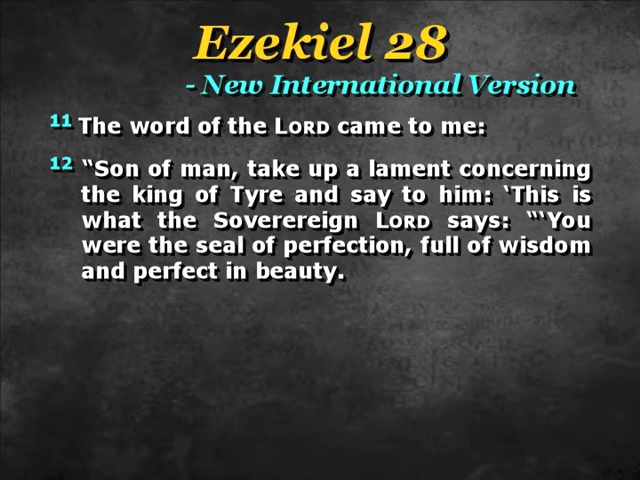 Ezekiel 28
- New International Version
11 The word of the LORD came to me:
12 “Son of man, take up a lament concerning
the king of Tyre and say to him: ‘This is
what the Soverereign LORD says: “‘You
were the seal of perfection, full of wisdom
and perfect in beauty.